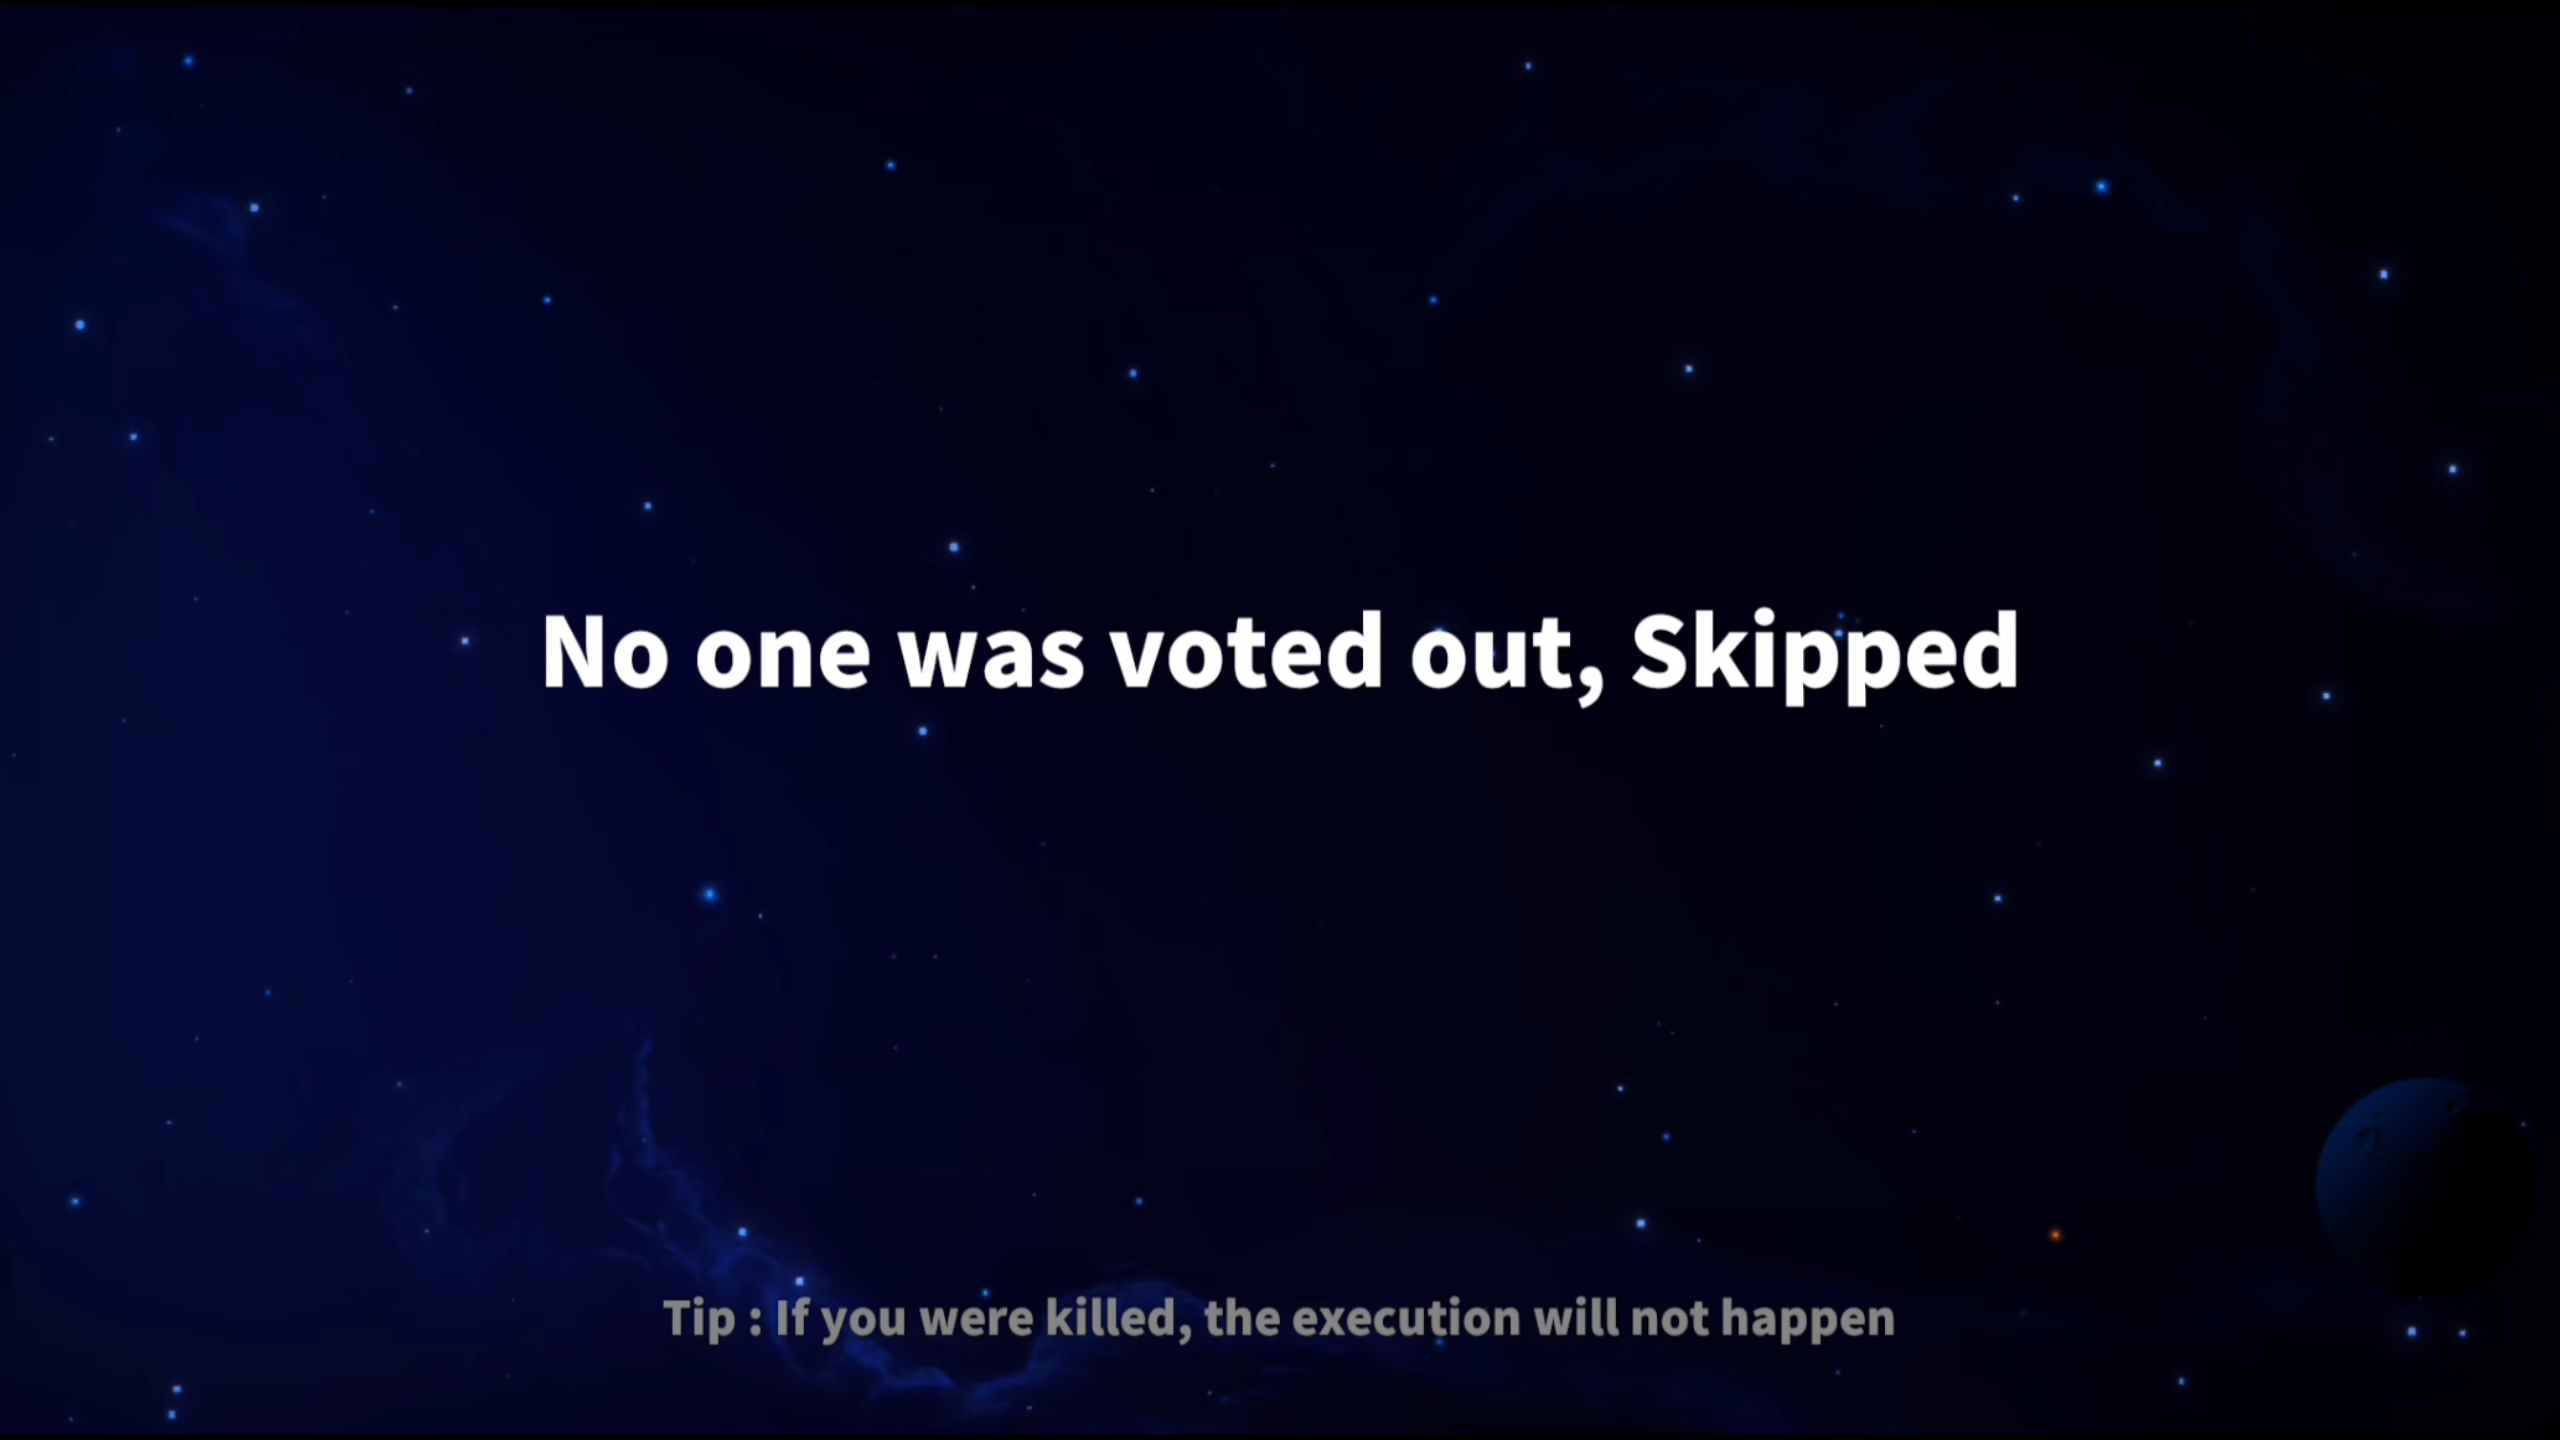 No one was voted out, Skipped
Tip : If you were killed, the execution will not happen